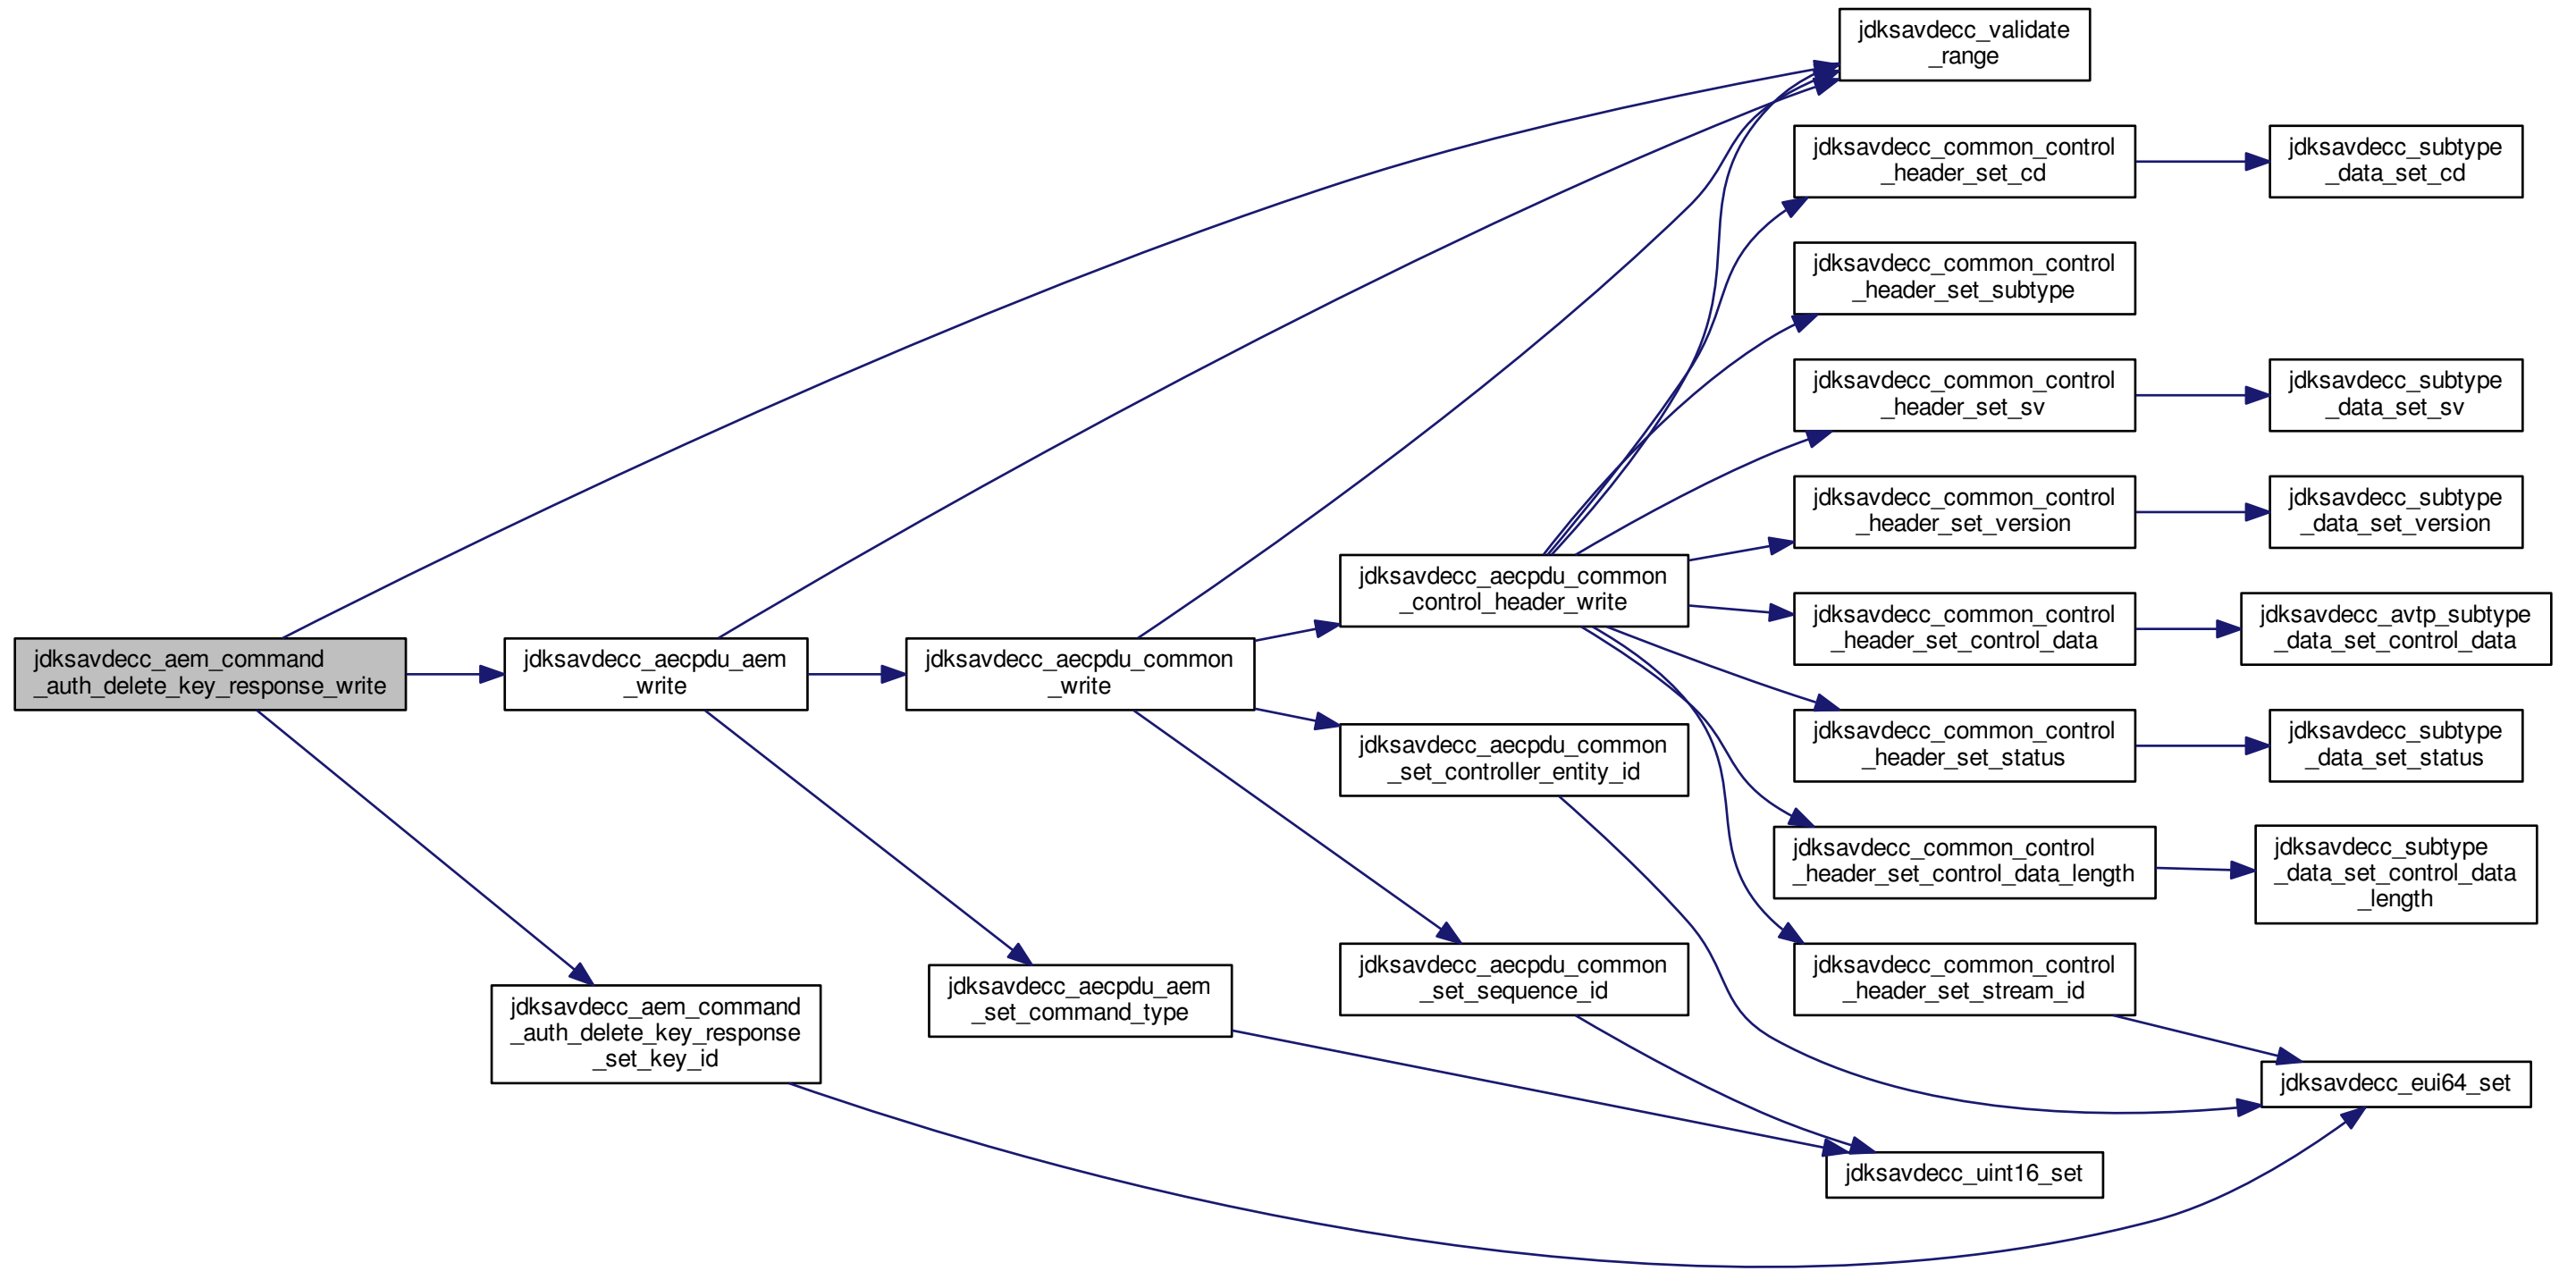 jdksavdecc_aem_command
_auth_delete_key_response_write
jdksavdecc_aecpdu_aem
_write
jdksavdecc_aem_command
_auth_delete_key_response
_set_key_id
jdksavdecc_aecpdu_common
_write
jdksavdecc_aecpdu_aem
_set_command_type
jdksavdecc_aecpdu_common
_control_header_write
jdksavdecc_aecpdu_common
_set_controller_entity_id
jdksavdecc_aecpdu_common
_set_sequence_id
jdksavdecc_validate
_range
jdksavdecc_common_control
_header_set_cd
jdksavdecc_common_control
_header_set_subtype
jdksavdecc_common_control
_header_set_sv
jdksavdecc_common_control
_header_set_version
jdksavdecc_common_control
_header_set_control_data
jdksavdecc_common_control
_header_set_status
jdksavdecc_common_control
_header_set_control_data_length
jdksavdecc_common_control
_header_set_stream_id
jdksavdecc_uint16_set
jdksavdecc_subtype
_data_set_cd
jdksavdecc_subtype
_data_set_sv
jdksavdecc_subtype
_data_set_version
jdksavdecc_avtp_subtype
_data_set_control_data
jdksavdecc_subtype
_data_set_status
jdksavdecc_subtype
_data_set_control_data
_length
jdksavdecc_eui64_set